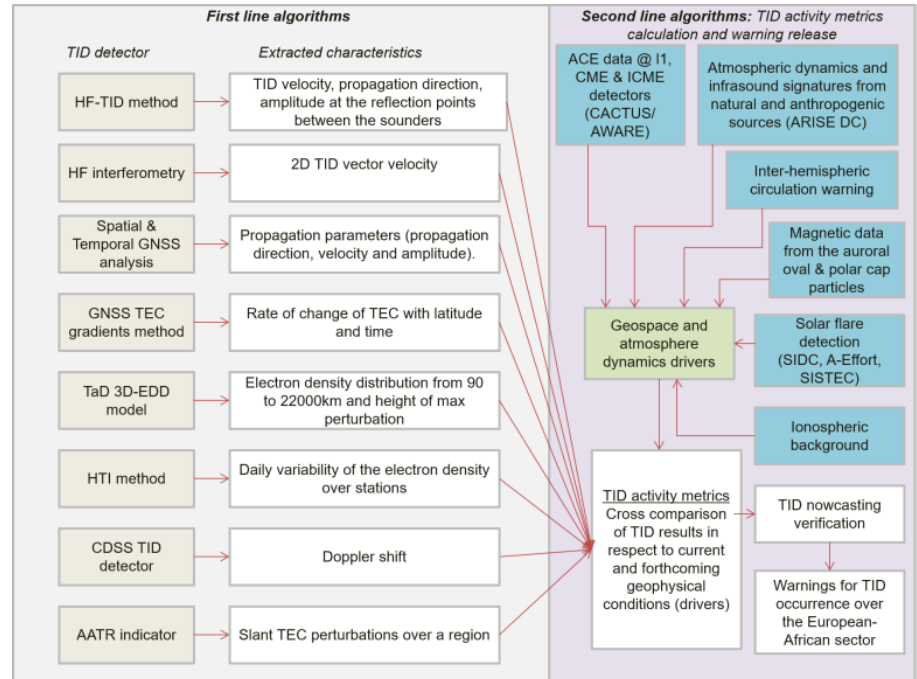 First line algorithms
TID detector
Extracted characteristics
HF-TID method
TID velocity, propagation direction,
amplitude at the reflection points
between the sounders
HF interferometry
2D TID vector velocity
Spatial &
Temporal GNSS
analysis
Propagation parameters (propagation
direction, velocity and amplitude).
GNSS TEC
gradients method
Rate of change of TEC with latitude
and time
TaD 3D-EDD
model
Electron density distribution from 90
to 22000km and height of max
perturbation
HTI method
Daily variability of the electron density
over stations
CDSS TID
detector
Doppler shift
AATR indicator
Slant TEC perturbations over a region
Second line algorithms: TID activity metrics
calculation and warning release
ACE data @ l1,
CME & ICME
detectors
(CACTUS/
AWARE)
Atmospheric dynamics and
infrasound signatures from
natural and anthropogenic
sources (ARISE DC)
Inter-hemispheric
circulation warning
Magnetic data
from the auroral
oval & polar cap
particles
Geospace and
atmosphere
dynamics drivers
Solar flare
detection
(SIDC, A-Effort,
SISTEC)
Ionospheric
background
TID activity metrics
Cross comparison
of TID results in
respect to current
and forthcoming
geophysical
conditions (drivers)
TID nowcasting
verification
Warnings for TID
occurrence over
the European-
African sector